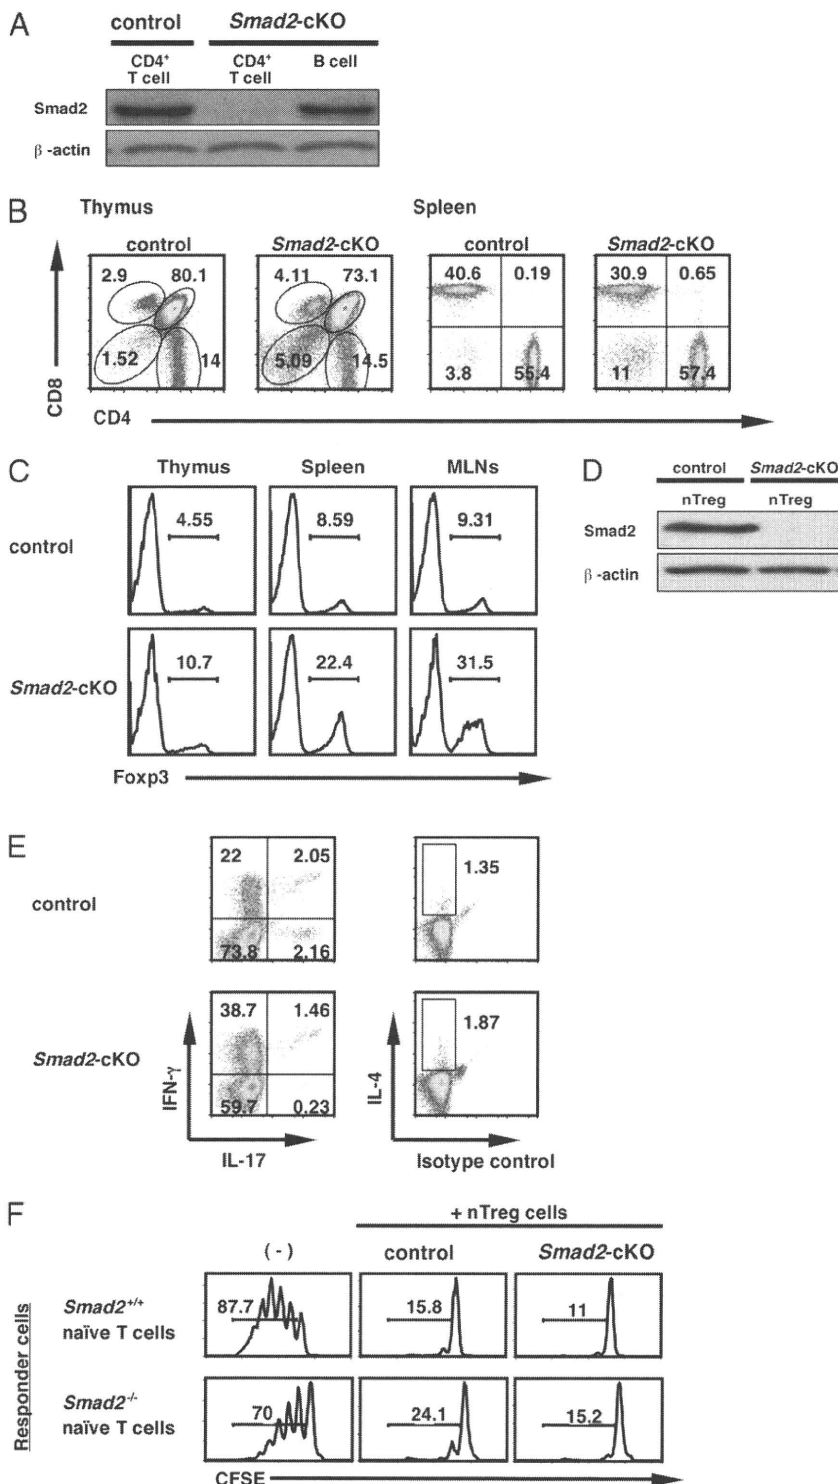 A
control
Smad2-cKO
CD4+ T cell
CD4+ T cell
B cell
Smad2
β -actin
B
Thymus
Spleen
control
Smad2-cKO
control
Smad2-cKO
2.9 80.1
4.11 73.1
40.6 0.19
30.9 0.65
1.52 14
5.09 14.5
3.8 55.4
11 57.4
CD8
CD4
C
Thymus
Spleen
MLNs
control
4.55
8.59
9.31
Smad2-cKO
10.7
22.4
31.5
Foxp3
D
control
Smad2-cKO
nTreg
nTreg
Smad2
β -actin
E
control
22 2.05
73.8 2.16
1.35
Smad2-cKO
38.7 1.46
59.7 0.23
1.87
IFN-γ
IL-17
IL-4
Isotype control
F
+ nTreg cells
( - )
control
Smad2-cKO
Responder cells
Smad2+/+
naïve T cells
87.7
15.8
11
Smad2-/-
naïve T cells
70
24.1
15.2
CFSE